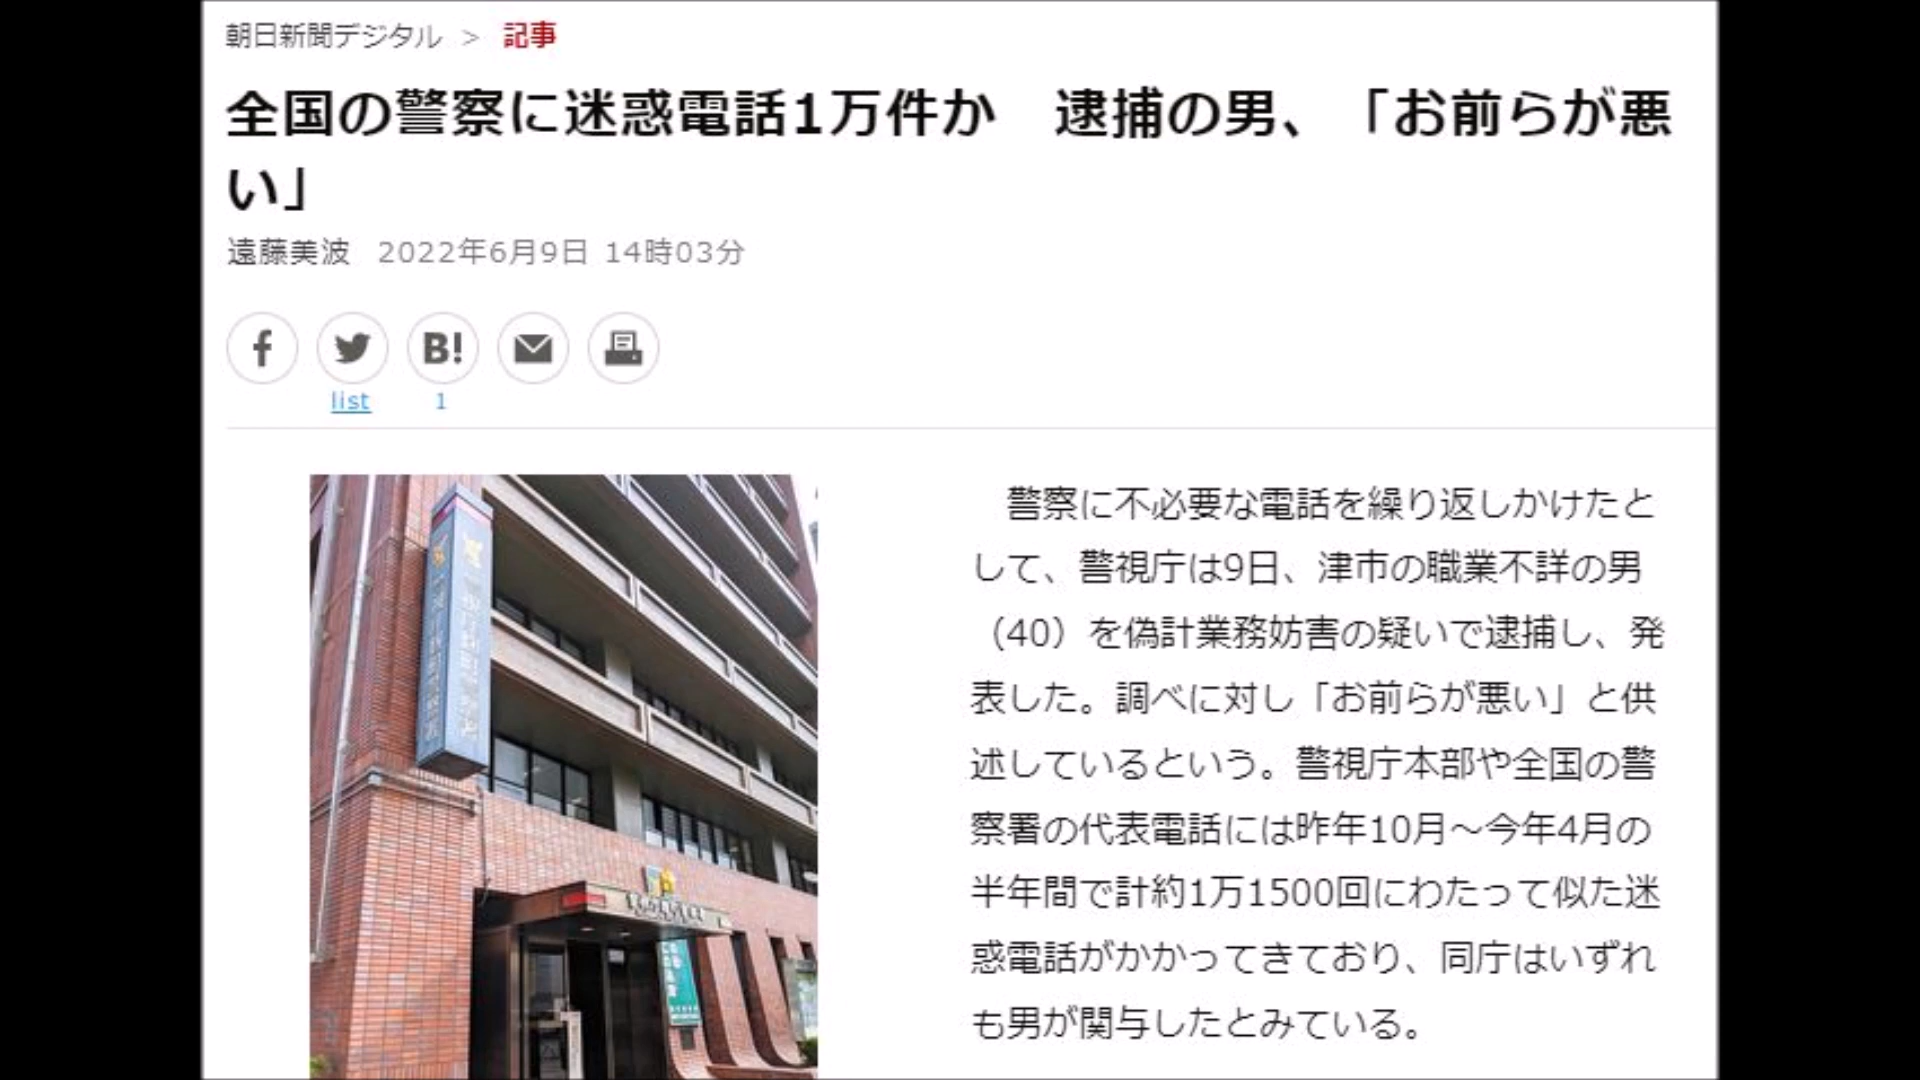 朝日新聞デジタル > 記事
全国の警察に迷惑電話1万件か　逮捕の男、「お前らが悪
い」
遠藤美波 2022年6月9日 14時03分
B!
list 1
警察に不必要な電話を繰り返しかけたと
して、警視庁は9日、津市の職業不詳の男
（40）を偽計業務妨害の疑いで逮捕し、発
表した。調べに対し「お前らが悪い」と供
述しているという。警視庁本部や全国の警
察署の代表電話には昨年10月～今年4月の
半年間で計約1万1500回にわたって似た迷
惑電話がかかってきており、同庁はいずれ
も男が関与したとみている。